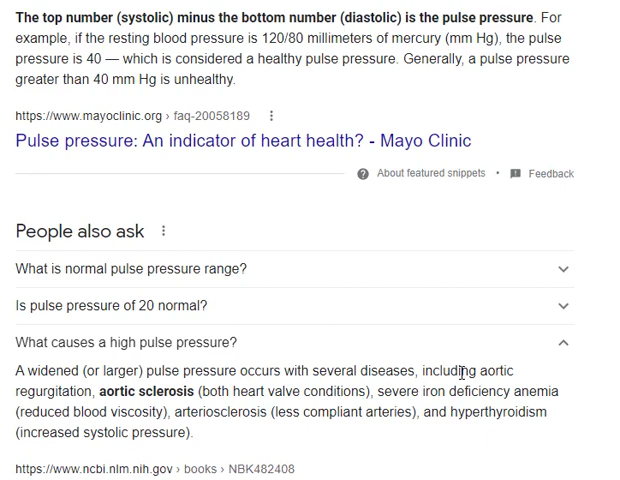 The top number (systolic) minus the bottom number (diastolic) is the pulse pressure. For
example, if the resting blood pressure is 120/80 millimeters of mercury (mm Hg), the pulse
pressure is 40 — which is considered a healthy pulse pressure. Generally, a pulse pressure
greater than 40 mm Hg is unhealthy.
https://www.mayoclinic.org › faq-20058189
Pulse pressure: An indicator of heart health? - Mayo Clinic
About featured snippets • Feedback
People also ask
What is normal pulse pressure range?
Is pulse pressure of 20 normal?
What causes a high pulse pressure?
A widened (or larger) pulse pressure occurs with several diseases, including aortic
regurgitation, aortic sclerosis (both heart valve conditions), severe iron deficiency anemia
(reduced blood viscosity), arteriosclerosis (less compliant arteries), and hyperthyroidism
(increased systolic pressure).
https://www.ncbi.nlm.nih.gov › books › NBK482408